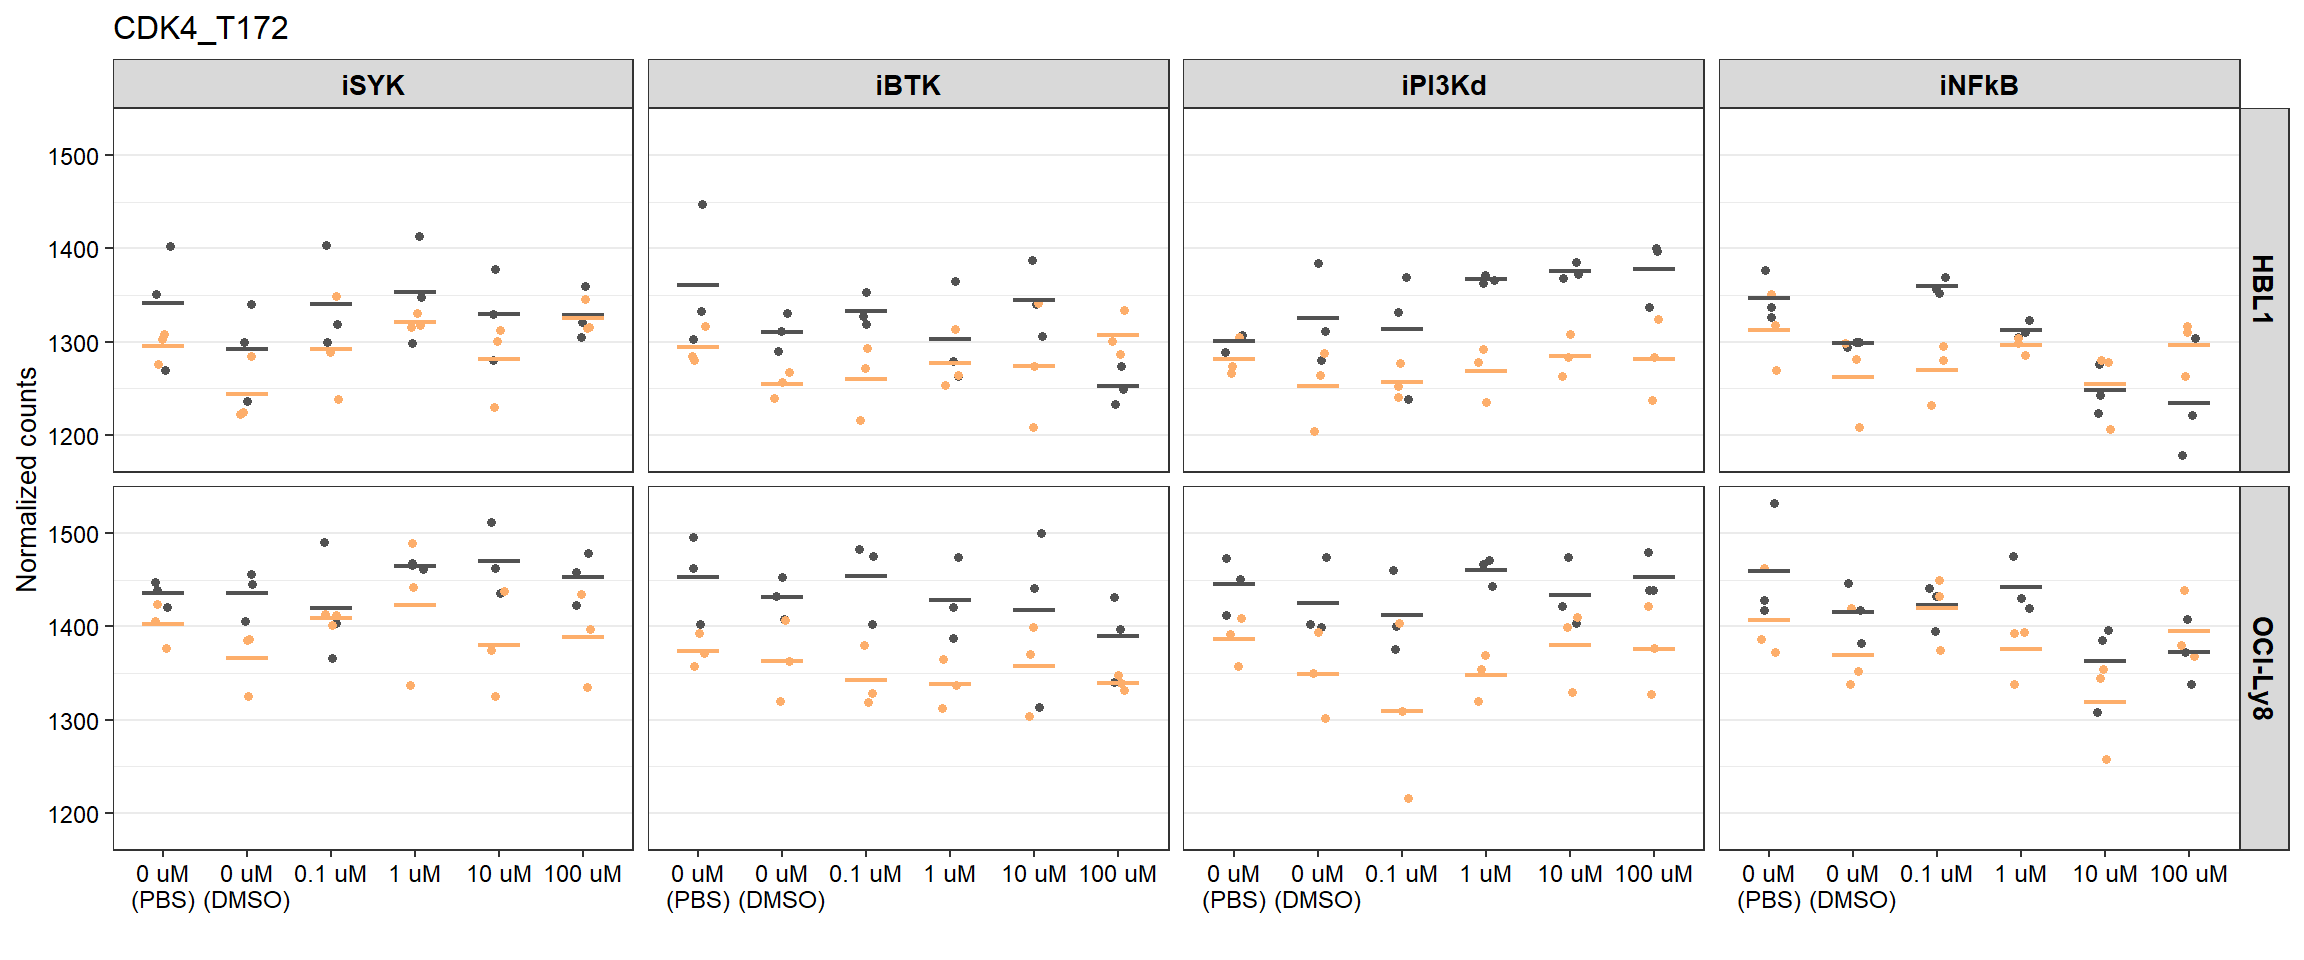 CDK4_T172
iSYK
iBTK
iPI3Kd
iNFkB
Normalized counts
1500
1400
1300
1200
HBL1
1500
1400
1300
1200
OCI-Ly8
0 uM 0 uM 0.1 uM 1 uM 10 uM 100 uM
(PBS) (DMSO)
0 uM 0 uM 0.1 uM 1 uM 10 uM 100 uM
(PBS) (DMSO)
0 uM 0 uM 0.1 uM 1 uM 10 uM 100 uM
(PBS) (DMSO)
0 uM 0 uM 0.1 uM 1 uM 10 uM 100 uM
(PBS) (DMSO)